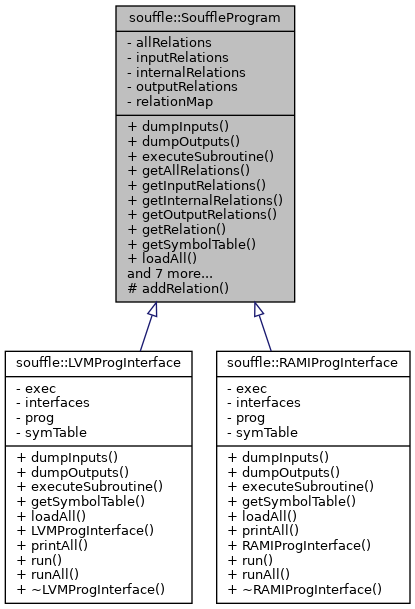 souffle::SouffleProgram
- allRelations
- inputRelations
- internalRelations
- outputRelations
- relationMap
+ dumpInputs()
+ dumpOutputs()
+ executeSubroutine()
+ getAllRelations()
+ getInputRelations()
+ getInternalRelations()
+ getOutputRelations()
+ getRelation()
+ getSymbolTable()
+ loadAll()
and 7 more...
# addRelation()
souffle::LVMProgInterface
- exec
- interfaces
- prog
- symTable
+ dumpInputs()
+ dumpOutputs()
+ executeSubroutine()
+ getSymbolTable()
+ loadAll()
+ LVMProgInterface()
+ printAll()
+ run()
+ runAll()
+ ~LVMProgInterface()
souffle::RAMIProgInterface
- exec
- interfaces
- prog
- symTable
+ dumpInputs()
+ dumpOutputs()
+ executeSubroutine()
+ getSymbolTable()
+ loadAll()
+ printAll()
+ RAMIProgInterface()
+ run()
+ runAll()
+ ~RAMIProgInterface()